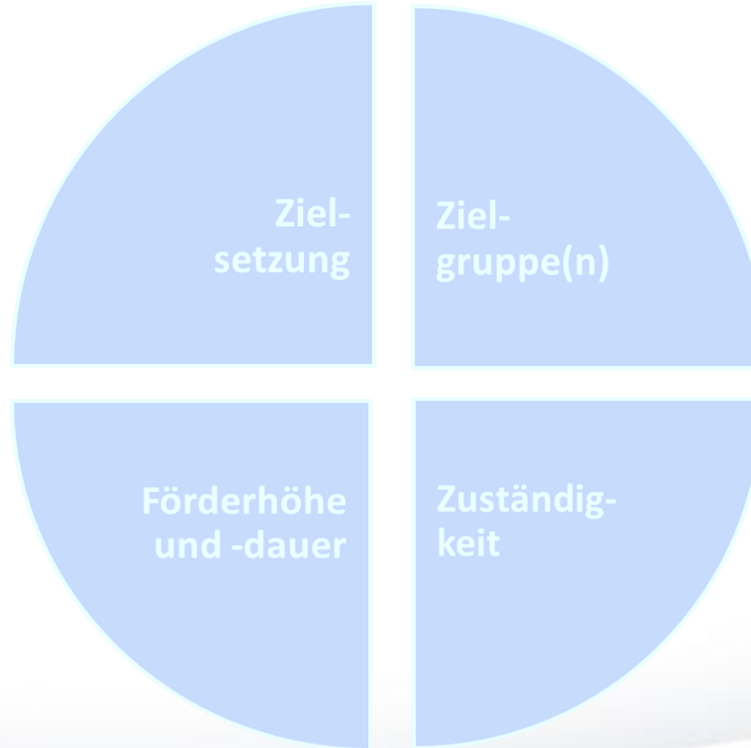 Ziel-
setzung
Ziel-
gruppe(n)
Förderhöhe
und -dauer
Zuständig-
keit